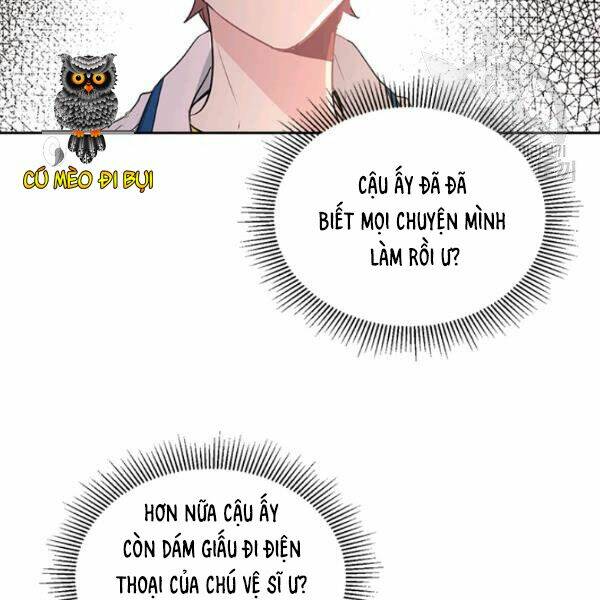 CÚ MÈO ĐI BỤI
CẬU ẤY ĐÃ ĐÃ
BIẾT MỌI CHUYỆN MÌNH
LÀM RỒI Ư?
HƠN NỮA CẬU ẤY
CÒN DÁM GIẤU ĐI ĐIỆN
THOẠI CỦA CHÚ VỆ SĨ Ư?